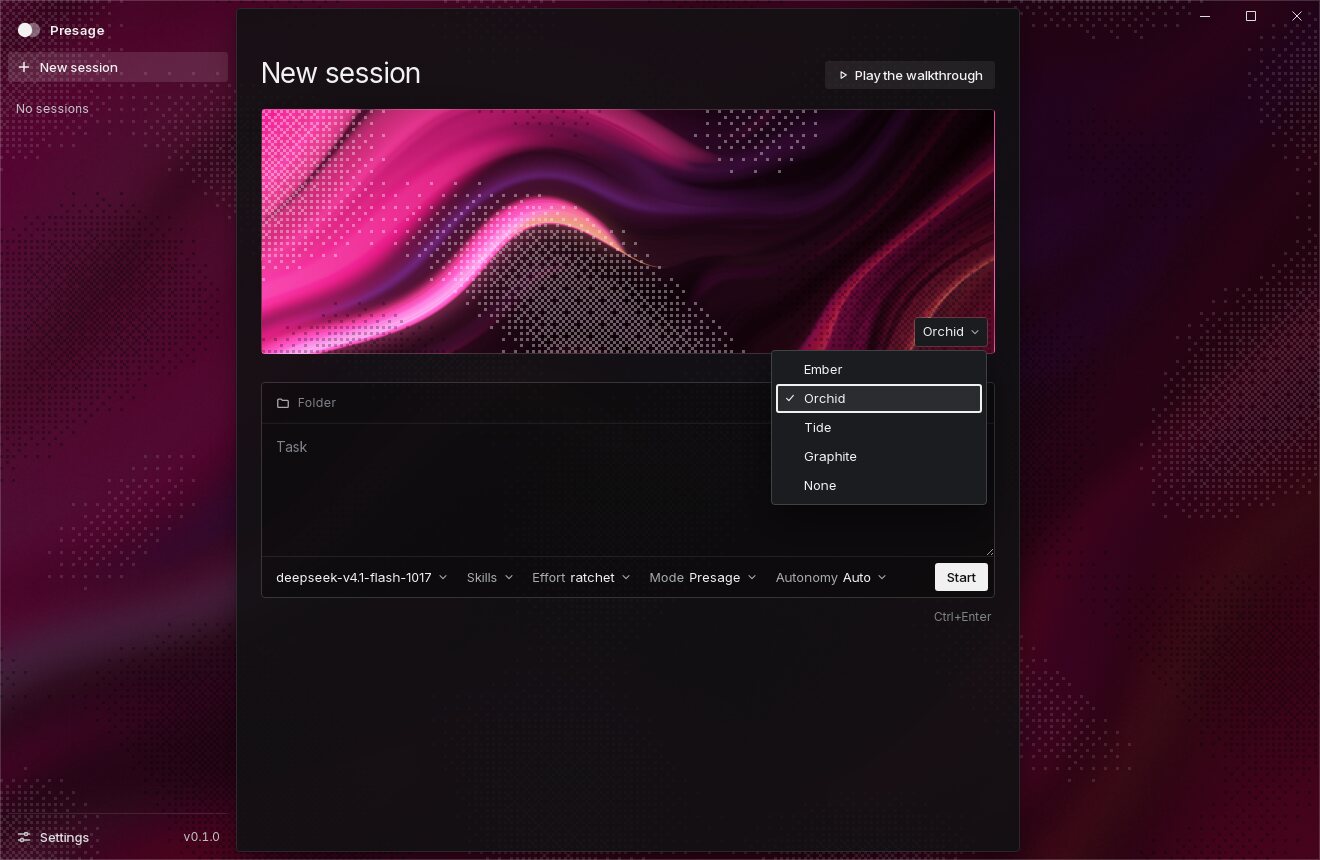 Presage
New session
No sessions
New session
Play the walkthrough
Orchid
Ember
Orchid
Tide
Graphite
None
Folder
Task
deepseek-v4.1-flash-1017 Skills Effort ratchet Mode Presage Autonomy Auto Start
Ctrl+Enter
Settings v0.1.0